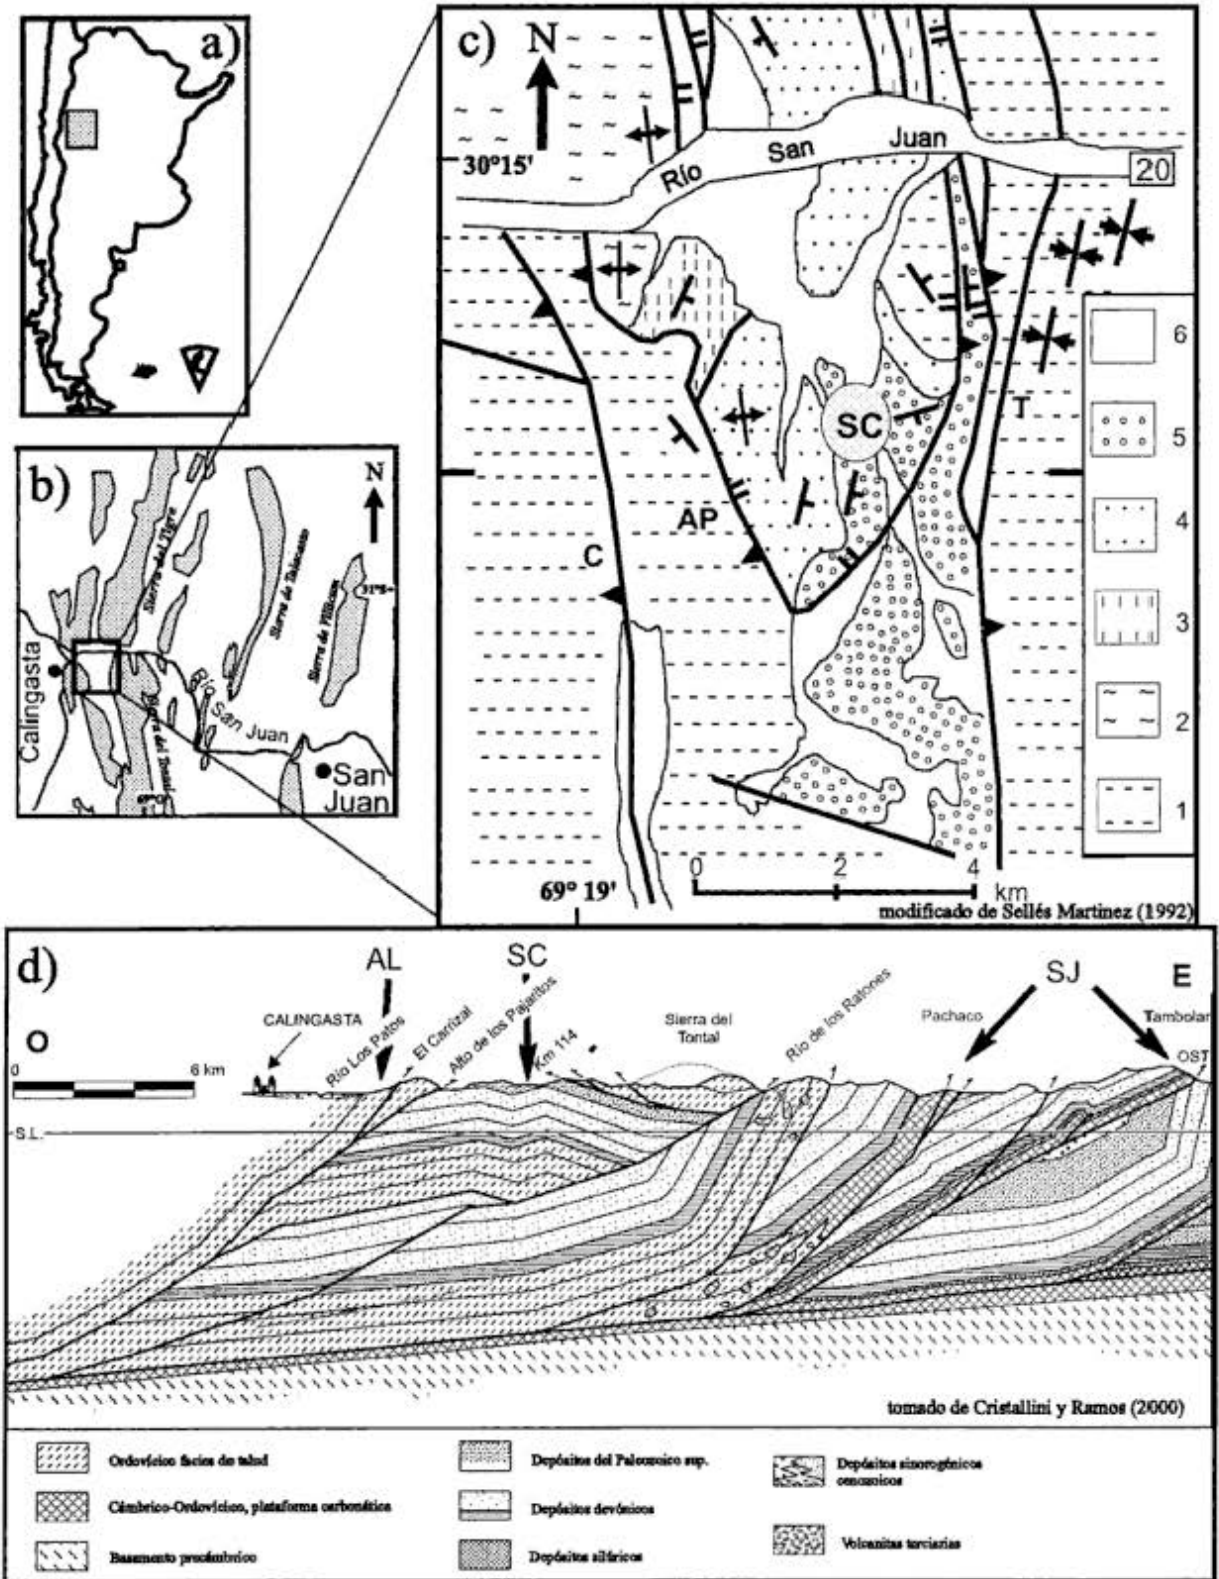 a)
b)
N
Sierra del Tigre
Sierra de Talacasto
Sierra de Villicum
31°S
Calingasta
Río San Juan
Sierra del Tontal
San Juan
c)
N
30°15'
Río San Juan
20
SC
AP
C
T
6
5
4
3
2
1
69° 19'
0 2 4 km
modificado de Sellés Martinez (1992)
d)
AL
SC
SJ
E
O
CALINGASTA
Río Los Patos
El Carrizal
Alto de los Pajaritos
Km 114
Sierra del Tontal
Río de los Ratones
Pachaco
Tambolar
OST
0 6 km
S.L.
tomado de Cristallini y Ramos (2000)
Ordovícico facies de talud
Cámbrico-Ordovícico, plataforma carbonática
Basamento precámbrico
Depósitos del Paleozoico sup.
Depósitos devónicos
Depósitos silúricos
Depósitos sinorogénicos cenozoicos
Volcanitas terciarias